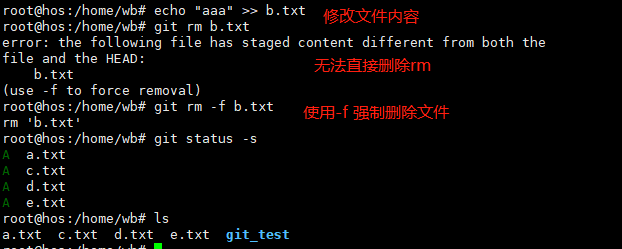 root@hos:/home/wb# echo "aaa" >> b.txt 修改文件内容
root@hos:/home/wb# git rm b.txt
error: the following file has staged content different from both the
file and the HEAD:
    b.txt 无法直接删除rm
(use -f to force removal)
root@hos:/home/wb# git rm -f b.txt 使用-f 强制删除文件
rm 'b.txt'
root@hos:/home/wb# git status -s
A  a.txt
A  c.txt
A  d.txt
A  e.txt
root@hos:/home/wb# ls
a.txt  c.txt  d.txt  e.txt  git_test
root@hos:/home/wb#